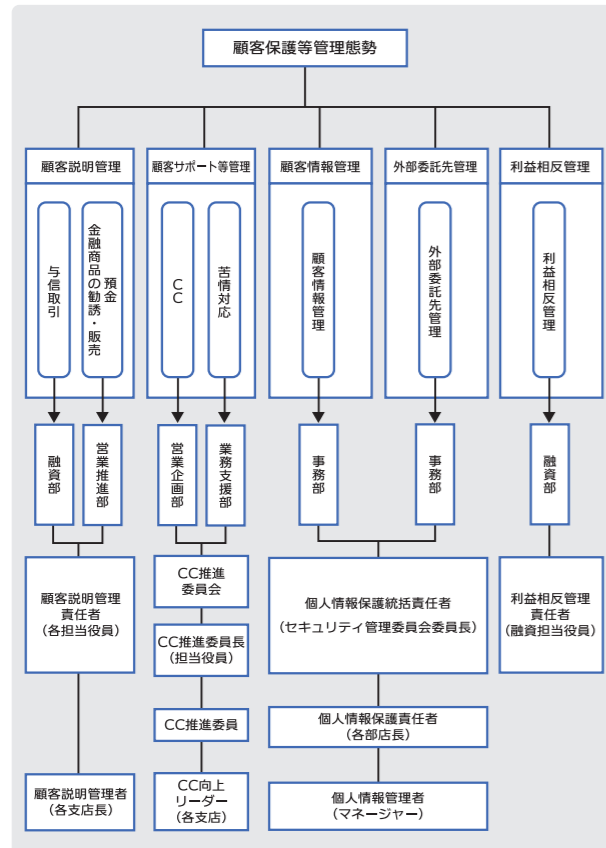 顧客保護等管理態勢
顧客説明管理
顧客サポート等管理
顧客情報管理
外部委託先管理
利益相反管理
与信取引
預金
金融商品の勧誘・販売
CC
苦情対応
顧客情報管理
外部委託先管理
利益相反管理
融資部
営業推進部
営業企画部
業務支援部
事務部
事務部
融資部
顧客説明管理
責任者
(各担当役員)
CC推進
委員会
個人情報保護統括責任者
(セキュリティ管理委員会委員長)
利益相反管理
責任者
(融資担当役員)
CC推進委員長
(担当役員)
CC推進委員
個人情報保護責任者
(各部店長)
顧客説明管理者
(各支店長)
CC向上
リーダー
(各支店)
個人情報管理者
(マネージャー)